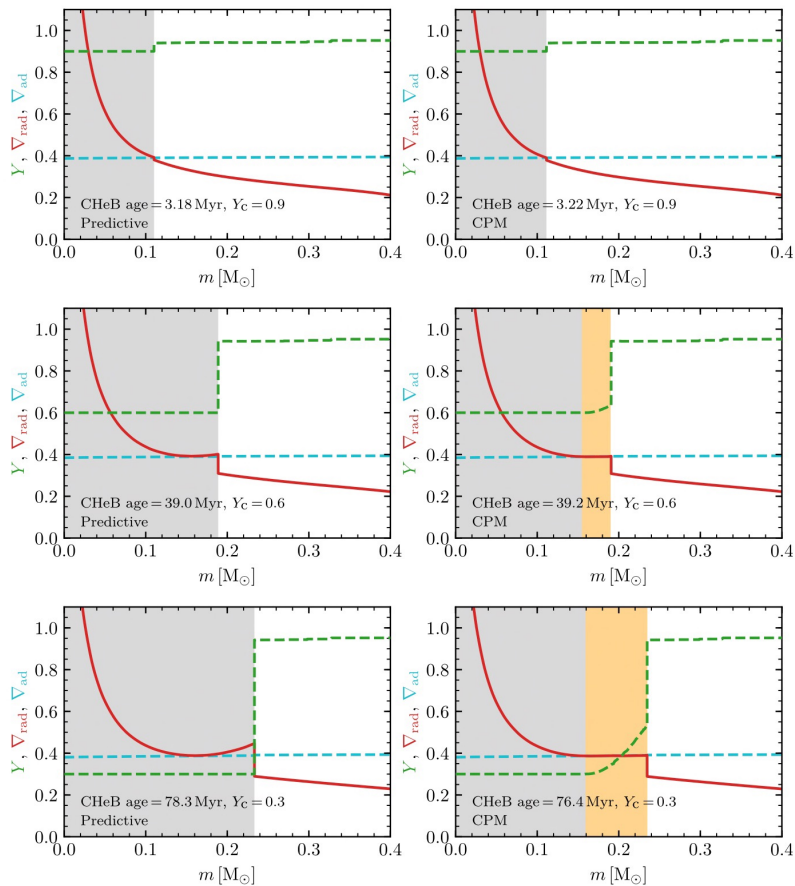 Y, ∇rad, ∇ad
1.0
0.8
0.6
0.4
0.2
0.0
CHeB age = 3.18 Myr, YC = 0.9
Predictive
0.0 0.1 0.2 0.3 0.4
m [M⊙]
1.0
0.8
0.6
0.4
0.2
0.0
Y, ∇rad, ∇ad
CHeB age = 3.22 Myr, YC = 0.9
CPM
0.0 0.1 0.2 0.3 0.4
m [M⊙]
Y, ∇rad, ∇ad
1.0
0.8
0.6
0.4
0.2
0.0
CHeB age = 39.0 Myr, YC = 0.6
Predictive
0.0 0.1 0.2 0.3 0.4
m [M⊙]
Y, ∇rad, ∇ad
1.0
0.8
0.6
0.4
0.2
0.0
CHeB age = 39.2 Myr, YC = 0.6
CPM
0.0 0.1 0.2 0.3 0.4
m [M⊙]
Y, ∇rad, ∇ad
1.0
0.8
0.6
0.4
0.2
0.0
CHeB age = 78.3 Myr, YC = 0.3
Predictive
0.0 0.1 0.2 0.3 0.4
m [M⊙]
Y, ∇rad, ∇ad
1.0
0.8
0.6
0.4
0.2
0.0
CHeB age = 76.4 Myr, YC = 0.3
CPM
0.0 0.1 0.2 0.3 0.4
m [M⊙]